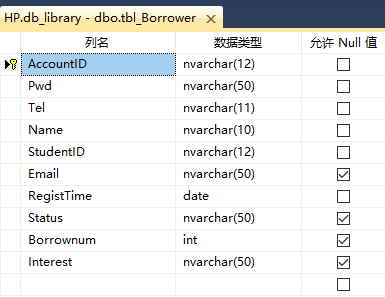 HP.db_library - dbo.tbl_Borrower
列名 数据类型 允许 Null 值
AccountID nvarchar(12)
Pwd nvarchar(50)
Tel nvarchar(11)
Name nvarchar(10)
StudentID nvarchar(12)
Email nvarchar(50)
RegistTime date
Status nvarchar(50)
Borrownum int
Interest nvarchar(50)